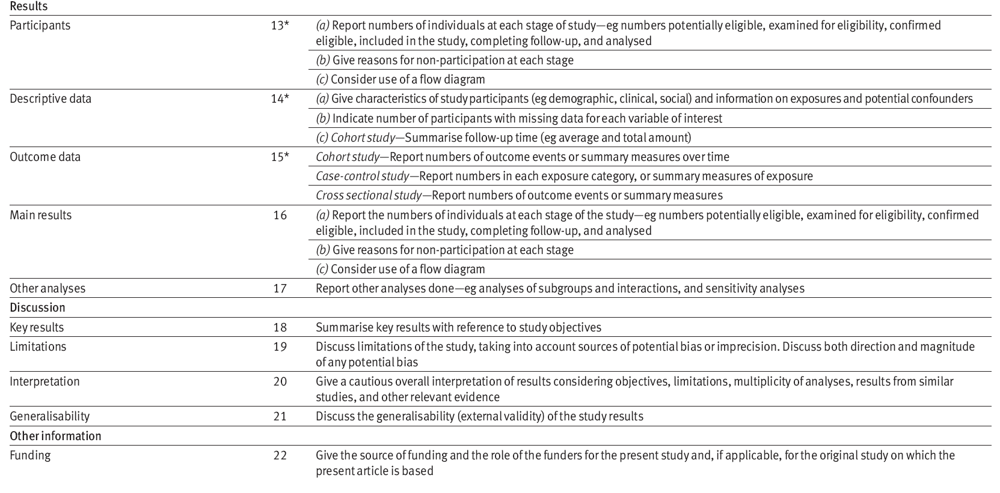 Results
Participants 13* (a) Report numbers of individuals at each stage of study—eg numbers potentially eligible, examined for eligibility, confirmed
eligible, included in the study, completing follow-up, and analysed
(b) Give reasons for non-participation at each stage
(c) Consider use of a flow diagram
Descriptive data 14* (a) Give characteristics of study participants (eg demographic, clinical, social) and information on exposures and potential confounders
(b) Indicate number of participants with missing data for each variable of interest
(c) Cohort study—Summarise follow-up time (eg average and total amount)
Outcome data 15* Cohort study—Report numbers of outcome events or summary measures over time
Case-control study—Report numbers in each exposure category, or summary measures of exposure
Cross sectional study—Report numbers of outcome events or summary measures
Main results 16 (a) Report the numbers of individuals at each stage of the study—eg numbers potentially eligible, examined for eligibility, confirmed
eligible, included in the study, completing follow-up, and analysed
(b) Give reasons for non-participation at each stage
(c) Consider use of a flow diagram
Other analyses 17 Report other analyses done—eg analyses of subgroups and interactions, and sensitivity analyses
Discussion
Key results 18 Summarise key results with reference to study objectives
Limitations 19 Discuss limitations of the study, taking into account sources of potential bias or imprecision. Discuss both direction and magnitude
of any potential bias
Interpretation 20 Give a cautious overall interpretation of results considering objectives, limitations, multiplicity of analyses, results from similar
studies, and other relevant evidence
Generalisability 21 Discuss the generalisability (external validity) of the study results
Other information
Funding 22 Give the source of funding and the role of the funders for the present study and, if applicable, for the original study on which the
present article is based